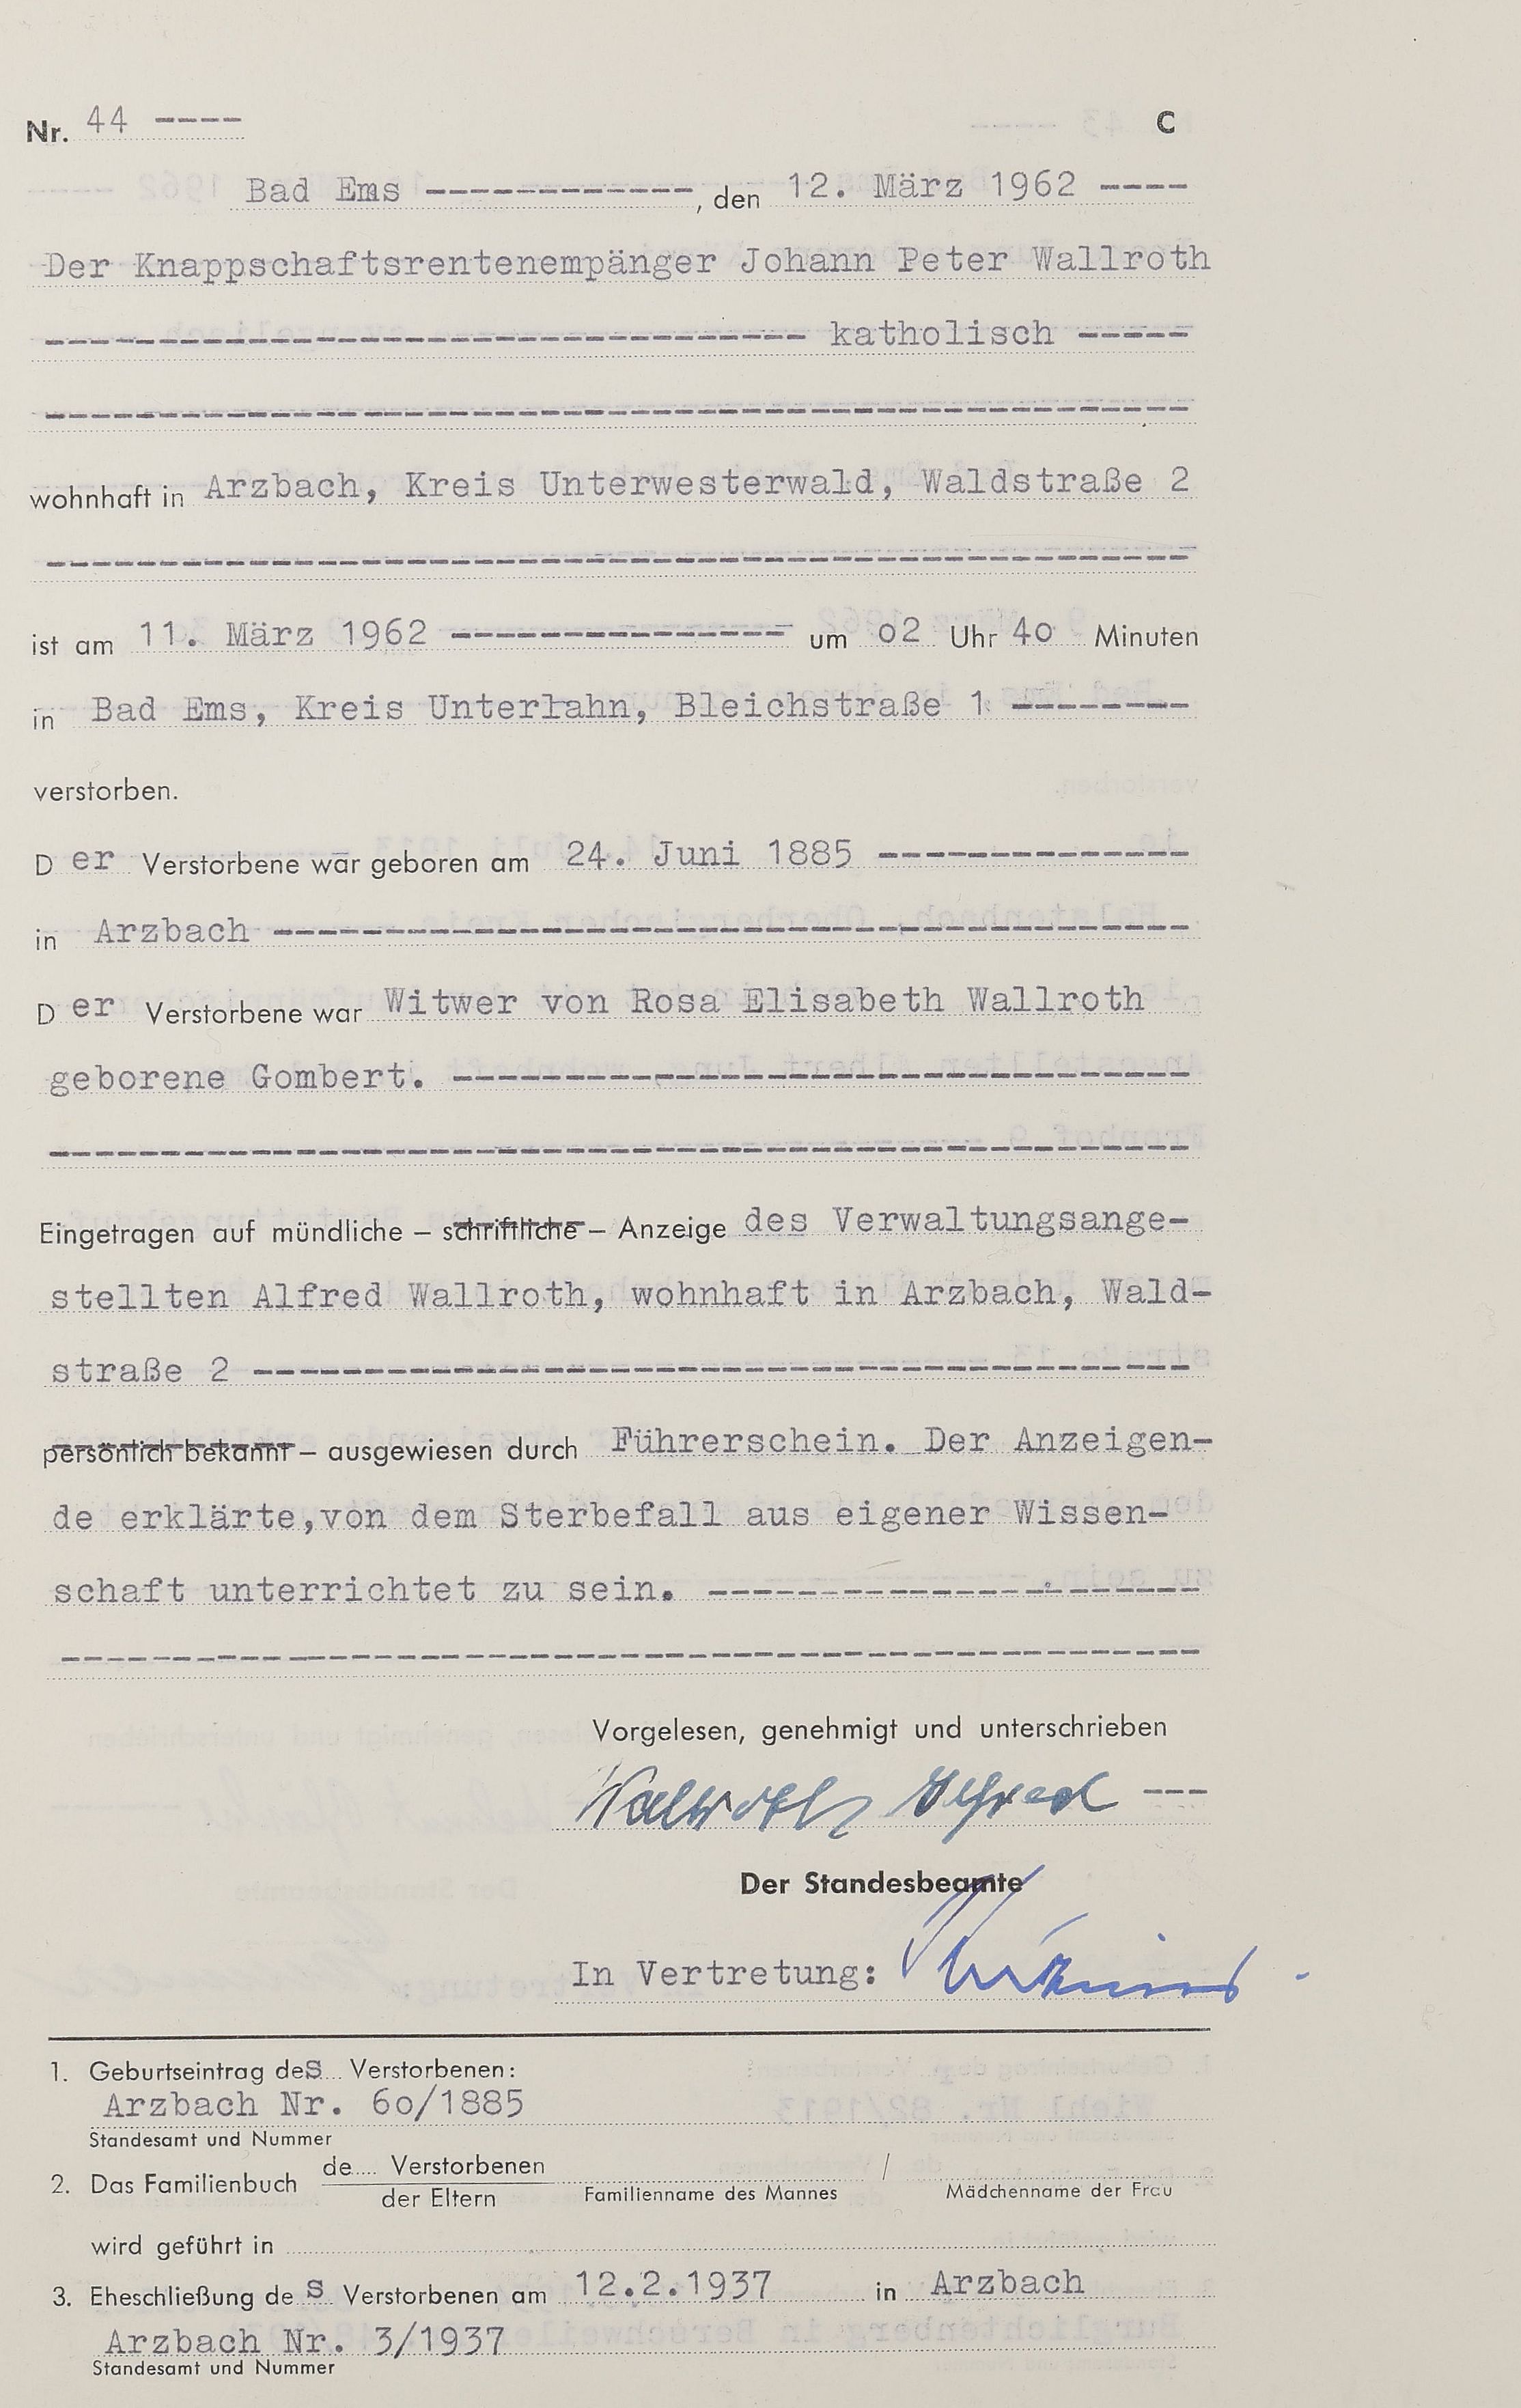 Nr. 44 ---- C
Bad Ems ------------, den 12. März 1962 ----
Der Knappschaftsrentenempänger Johann Peter Wallroth
---------------------------------- katholisch -----
---------------------------------------------------
wohnhaft in Arzbach, Kreis Unterwesterwald, Waldstraße 2
---------------------------------------------------
ist am 11. März 1962 --------------- um o2 Uhr 4o Minuten
in Bad Ems, Kreis Unterlahn, Bleichstraße 1 --------
verstorben.
Der Verstorbene war geboren am 24. Juni 1885 --------------
in Arzbach -----------------------------------------
Der Verstorbene war Witwer von Rosa Elisabeth Wallroth
geborene Gombert. ---------------------------------
---------------------------------------------------
Eingetragen auf mündliche – schriftliche – Anzeige des Verwaltungsange-
stellten Alfred Wallroth, wohnhaft in Arzbach, Wald-
straße 2 ------------------------------------------
persönlich bekannt – ausgewiesen durch Führerschein. Der Anzeigen-
de erklärte,von dem Sterbefall aus eigener Wissen-
schaft unterrichtet zu sein. ----------------------
---------------------------------------------------
Vorgelesen, genehmigt und unterschrieben
Wallroth Alfred ---
Der Standesbeamte
In Vertretung:
1. Geburtseintrag des Verstorbenen:
Arzbach Nr. 6o/1885
Standesamt und Nummer
2. Das Familienbuch de.... Verstorbenen /
der Eltern Familienname des Mannes Mädchenname der Frau
wird geführt in
3. Eheschließung des Verstorbenen am 12.2.1937 in Arzbach
Arzbach Nr. 3/1937
Standesamt und Nummer